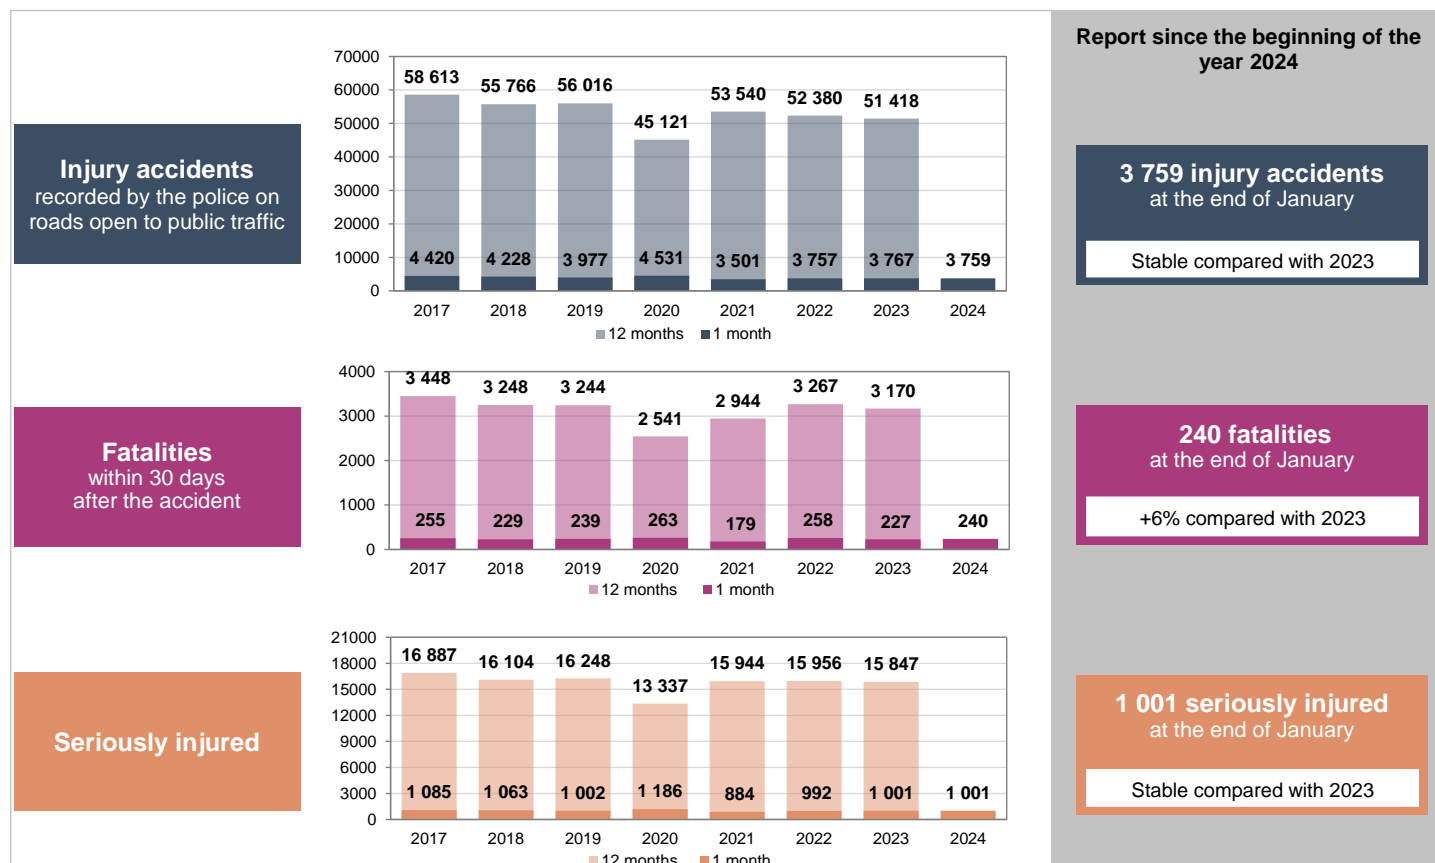 Report since the beginning of the
year 2024
Injury accidents
recorded by the police on
roads open to public traffic
70000
60000
50000
40000
30000
20000
10000
0
58 613
55 766
56 016
45 121
53 540
52 380
51 418
4 420
4 228
3 977
4 531
3 501
3 757
3 767
3 759
2017 2018 2019 2020 2021 2022 2023 2024
12 months 1 month
3 759 injury accidents
at the end of January
Stable compared with 2023
Fatalities
within 30 days
after the accident
4000
3000
2000
1000
0
3 448
3 248
3 244
2 541
2 944
3 267
3 170
255
229
239
263
179
258
227
240
2017 2018 2019 2020 2021 2022 2023 2024
12 months 1 month
240 fatalities
at the end of January
+6% compared with 2023
Seriously injured
21000
18000
15000
12000
9000
6000
3000
0
16 887
16 104
16 248
13 337
15 944
15 956
15 847
1 085
1 063
1 002
1 186
884
992
1 001
1 001
2017 2018 2019 2020 2021 2022 2023 2024
12 months 1 month
1 001 seriously injured
at the end of January
Stable compared with 2023